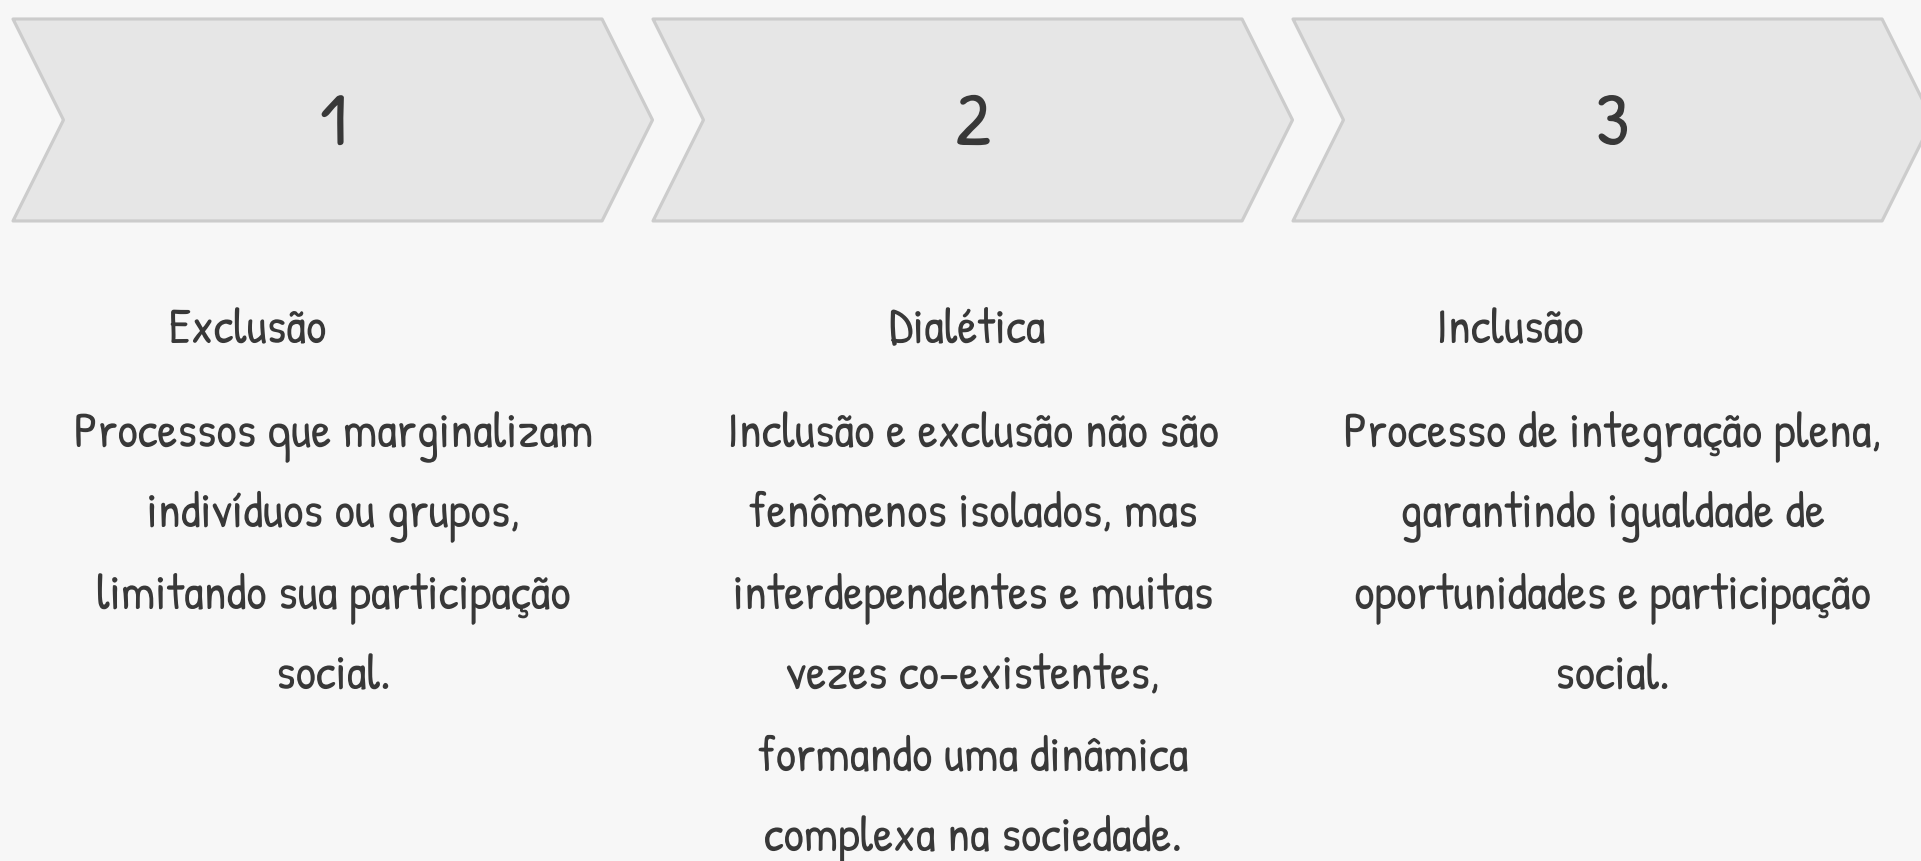 1
Exclusão
Processos que marginalizam
indivíduos ou grupos,
limitando sua participação
social.
2
Dialética
Inclusão e exclusão não são
fenômenos isolados, mas
interdependentes e muitas
vezes co-existentes,
formando uma dinâmica
complexa na sociedade.
3
Inclusão
Processo de integração plena,
garantindo igualdade de
oportunidades e participação
social.